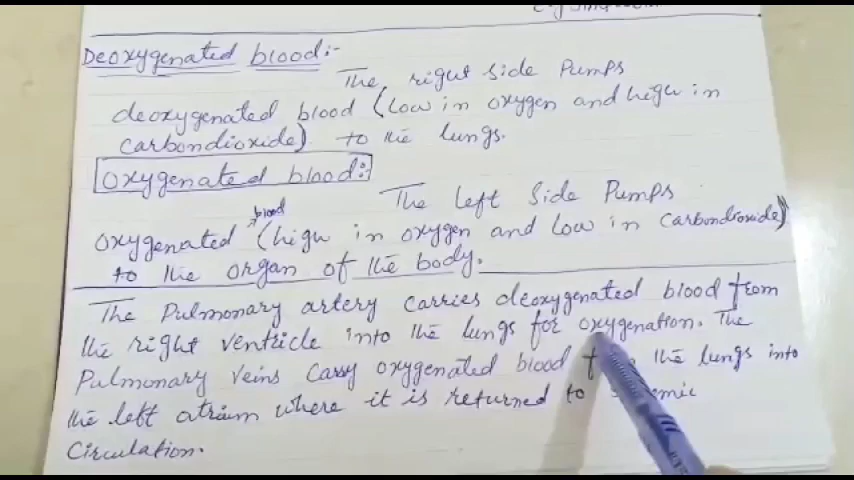 Deoxygenated blood:-
The right side Pumps
deoxygenated blood (low in oxygen and high in
carbondioxide) to the lungs.
Oxygenated blood:
The left side Pumps
blood
oxygenated (high in oxygen and low in carbondioxide)
to the organ of the body.
The Pulmonary artery carries deoxygenated blood from
the right ventricle into the lungs for oxygenation. The
Pulmonary veins carry oxygenated blood the lungs into
the left atrium where it is returned to
Circulation.